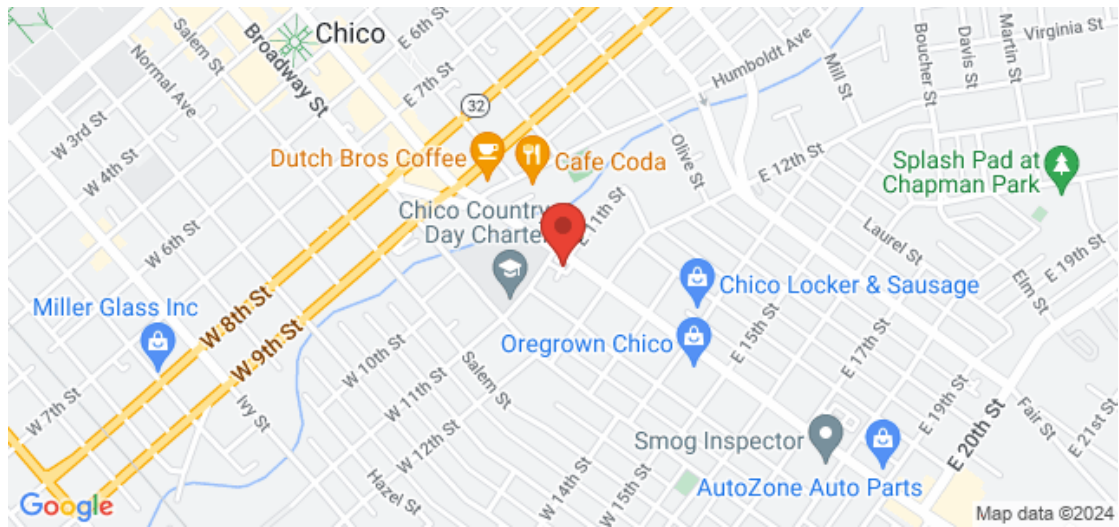 Chico
Salem St
Normal Ave
Broadway St
E 6th St
E 7th St
32
Humboldt Ave
Mill St
Boucher St
Davis St
Martin St
Virginia St
W 3rd St
W 4th St
W 6th St
Dutch Bros Coffee
Cafe Coda
Olive St
E 12th St
Splash Pad at
Chapman Park
Chico Country
Day Charter
E 11th St
Laurel St
Elm St
E 19th St
Miller Glass Inc
W 8th St
W 9th St
Chico Locker & Sausage
Oregrown Chico
E 15th St
E 17th St
E 19th St
E 20th St
Fair St
E 21st St
W 7th St
Ivy St
W 10th St
W 11th St
W 12th St
Salem St
Hazel St
W 14th St
W 15th St
Smog Inspector
AutoZone Auto Parts
Google
Map data ©2024